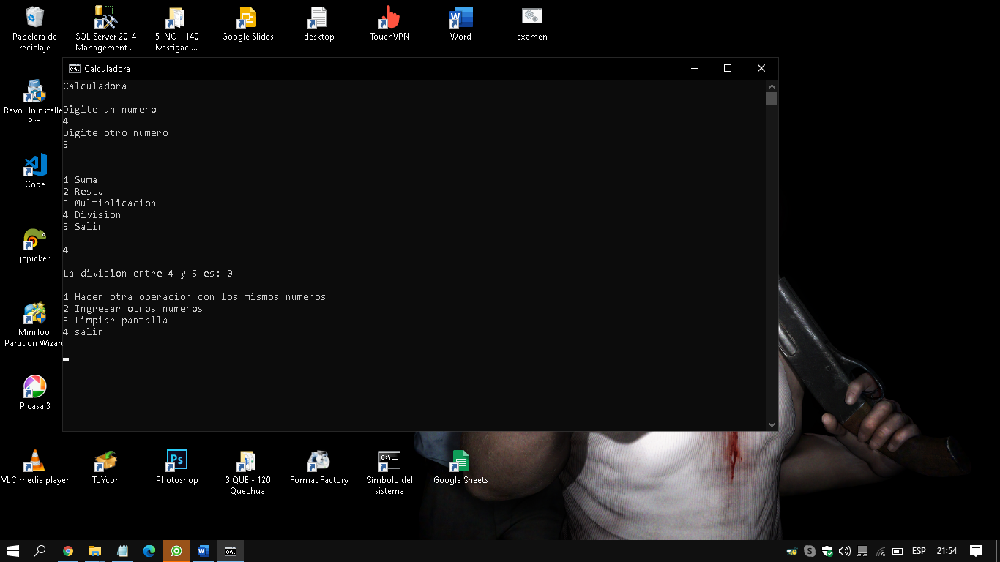 Papelera de
reciclaje
SQL Server 2014
Management ...
5 INO - 140
Ivestigaci...
Google Slides
desktop
TouchVPN
Word
examen
Revo Uninstalle
Pro
Code
jcpicker
MiniTool
Partition Wizar
Picasa 3
C:\.
Calculadora
Calculadora
Digite un numero
4
Digite otro numero
5
1 Suma
2 Resta
3 Multiplicacion
4 Division
5 Salir
4
La division entre 4 y 5 es: 0
1 Hacer otra operacion con los mismos numeros
2 Ingresar otros numeros
3 Limpiar pantalla
4 salir
VLC media player
ToYcon
Ps
Photoshop
3 QUE - 120
Quechua
Format Factory
C:\.
Símbolo del
sistema
Google Sheets
ESP
21:54